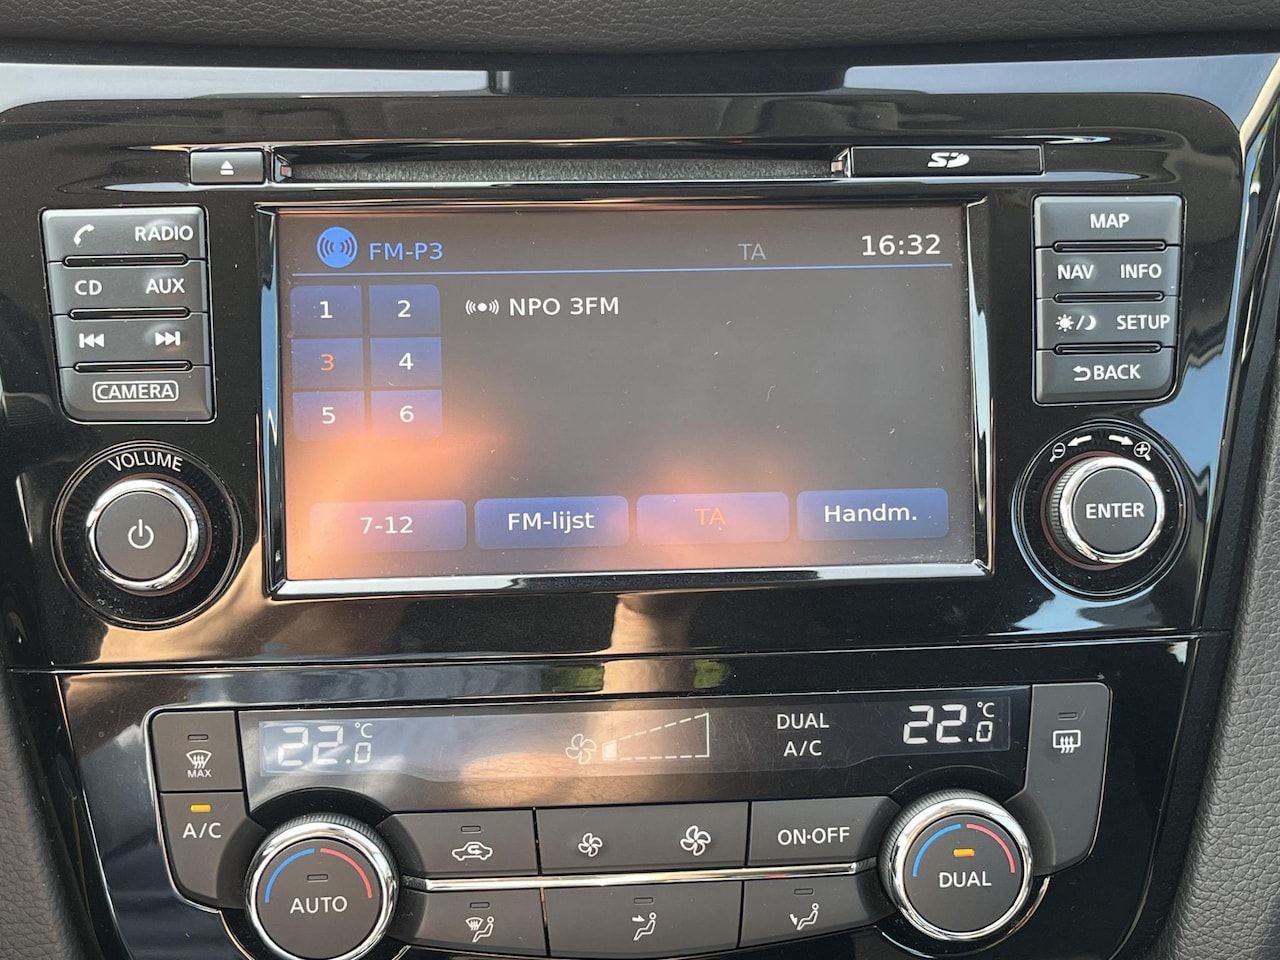 SD
RADIO
CD AUX
CAMERA
VOLUME
FM-P3 TA 16:32
1 2 NPO 3FM
3 4
5 6
7-12 FM-lijst TA Handm.
MAP
NAV INFO
SETUP
BACK
ENTER
22.0 °C
DUAL
A/C
22.0 °C
MAX
A/C
AUTO
ON·OFF
DUAL